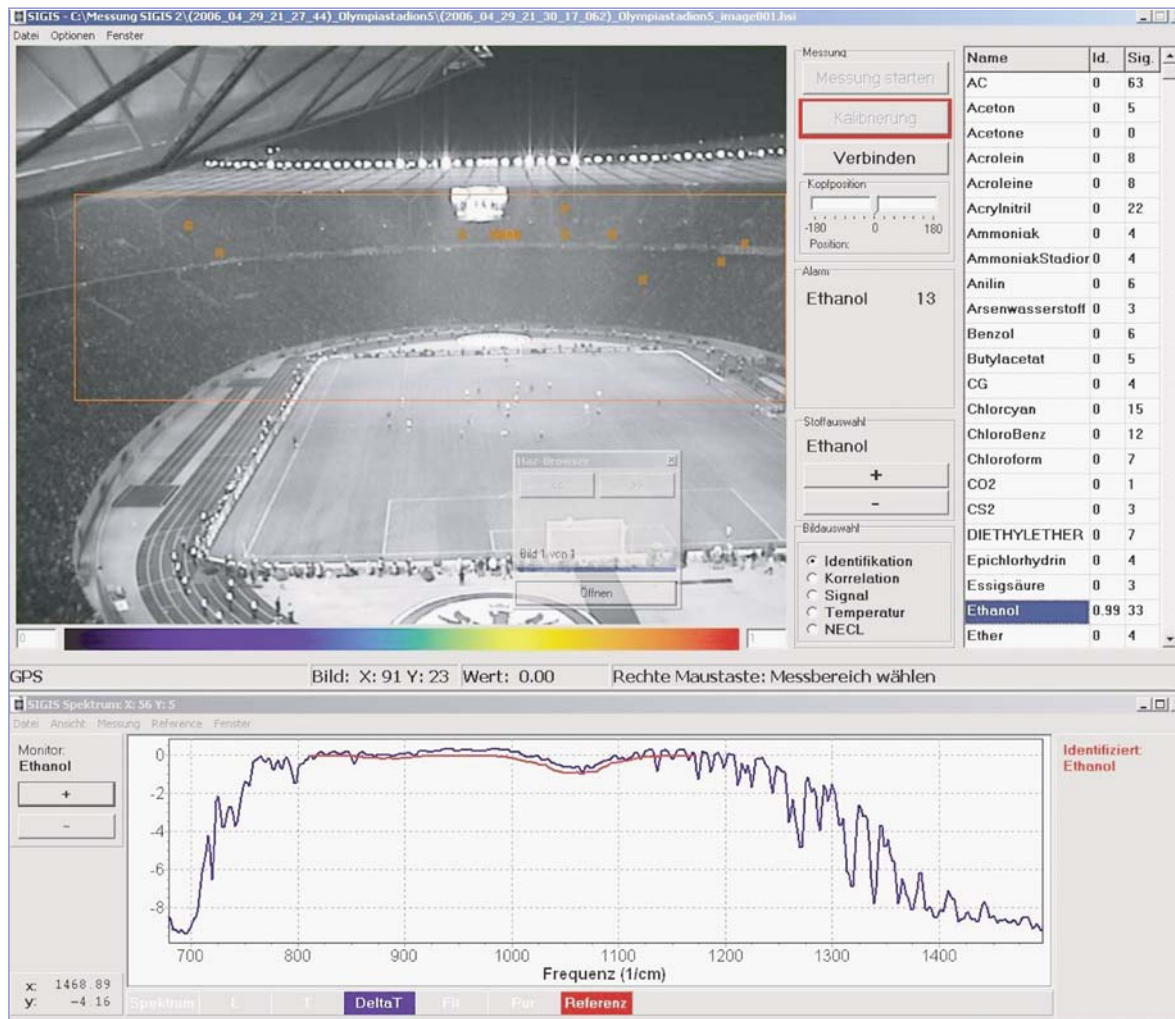 SIGIS - C:\Messung SIGIS 2\(2006_04_29_21_27_44)_Olympiastadion5\(2006_04_29_21_30_17_062)_Olympiastadion5_image001.hsi
Datei Optionen Fenster
Messung
Messung starten
Kalibrierung
Verbinden
Kopfposition
-180 0 180
Position:
Alarm
Ethanol 13
Stoffauswahl
Ethanol
+
-
Bildauswahl
Identifikation
Korrelation
Signal
Temperatur
NECL
Name Id. Sig.
AC 0 63
Aceton 0 5
Acetone 0 0
Acrolein 0 8
Acroleine 0 8
Acrylnitril 0 22
Ammoniak 0 4
AmmoniakStadior 0 4
Anilin 0 6
Arsenwasserstoff 0 3
Benzol 0 6
Butylacetat 0 5
CG 0 4
Chlorcyan 0 15
ChloroBenz 0 12
Chloroform 0 7
CO2 0 1
CS2 0 3
DIETHYLETHER 0 7
Epichlorhydrin 0 4
Essigsäure 0 3
Ethanol 0.99 33
Ether 0 4
<< >>
Bild 1 von 1
Öffnen
0 1
GPS Bild: X: 91 Y: 23 Wert: 0.00 Rechte Maustaste: Messbereich wählen
SIGIS Spektrum: X: 56 Y: 5
Datei Ansicht Messung Reference Fenster
Monitor:
Ethanol
+
-
0
-2
-4
-6
-8
700 800 900 1000 1100 1200 1300 1400
Frequenz (1/cm)
Identifiziert:
Ethanol
x: 1468.89
y: -4.16
Spektrum L T DeltaT Fit Pur Referenz